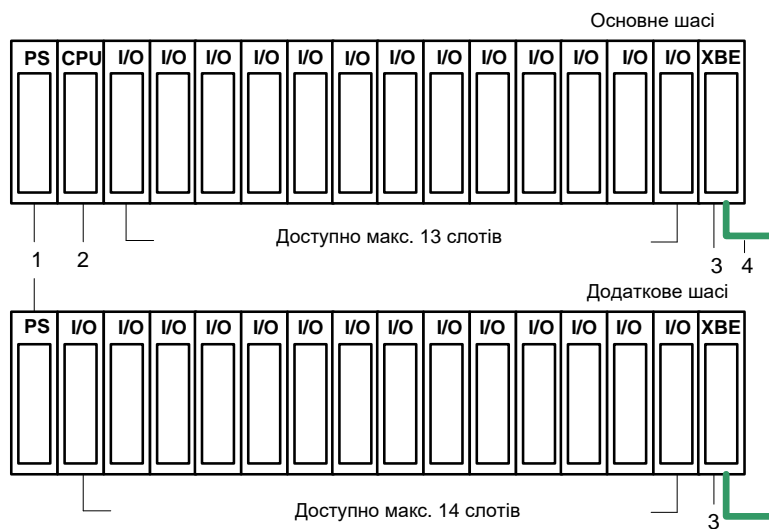 Основне шасі
PS CPU I/O I/O I/O I/O I/O I/O I/O I/O I/O I/O I/O I/O I/O XBE
Доступно макс. 13 слотів
1 2 3 4
Додаткове шасі
PS I/O I/O I/O I/O I/O I/O I/O I/O I/O I/O I/O I/O I/O I/O XBE
Доступно макс. 14 слотів
3